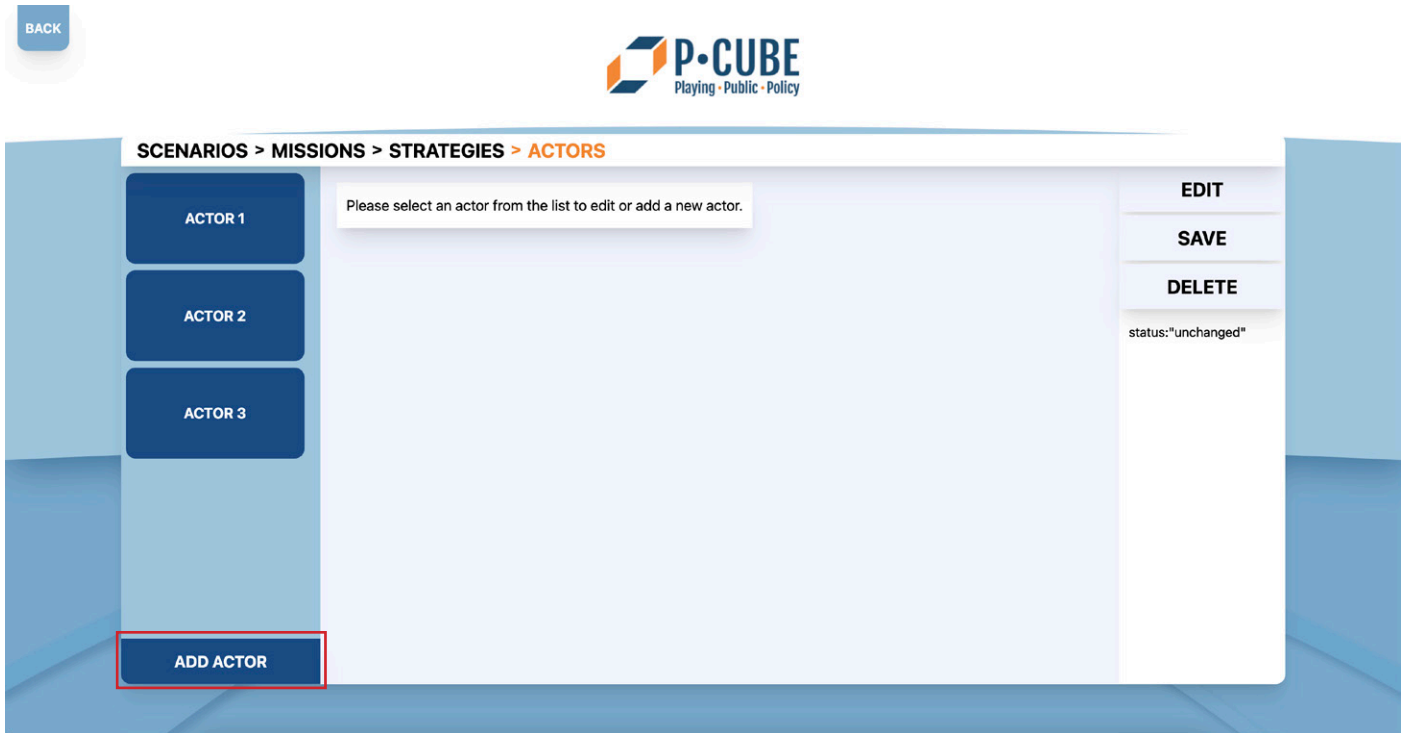 BACK
P•CUBE
Playing • Public • Policy
SCENARIOS > MISSIONS > STRATEGIES > ACTORS
ACTOR 1
ACTOR 2
ACTOR 3
ADD ACTOR
Please select an actor from the list to edit or add a new actor.
EDIT
SAVE
DELETE
status:"unchanged"